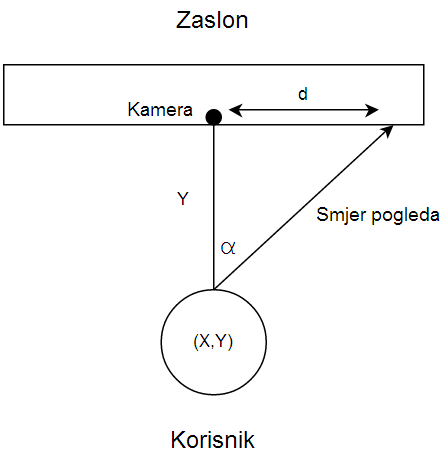 Zaslon
d
Kamera
Y
Smjer pogleda
α
(X,Y)
Korisnik